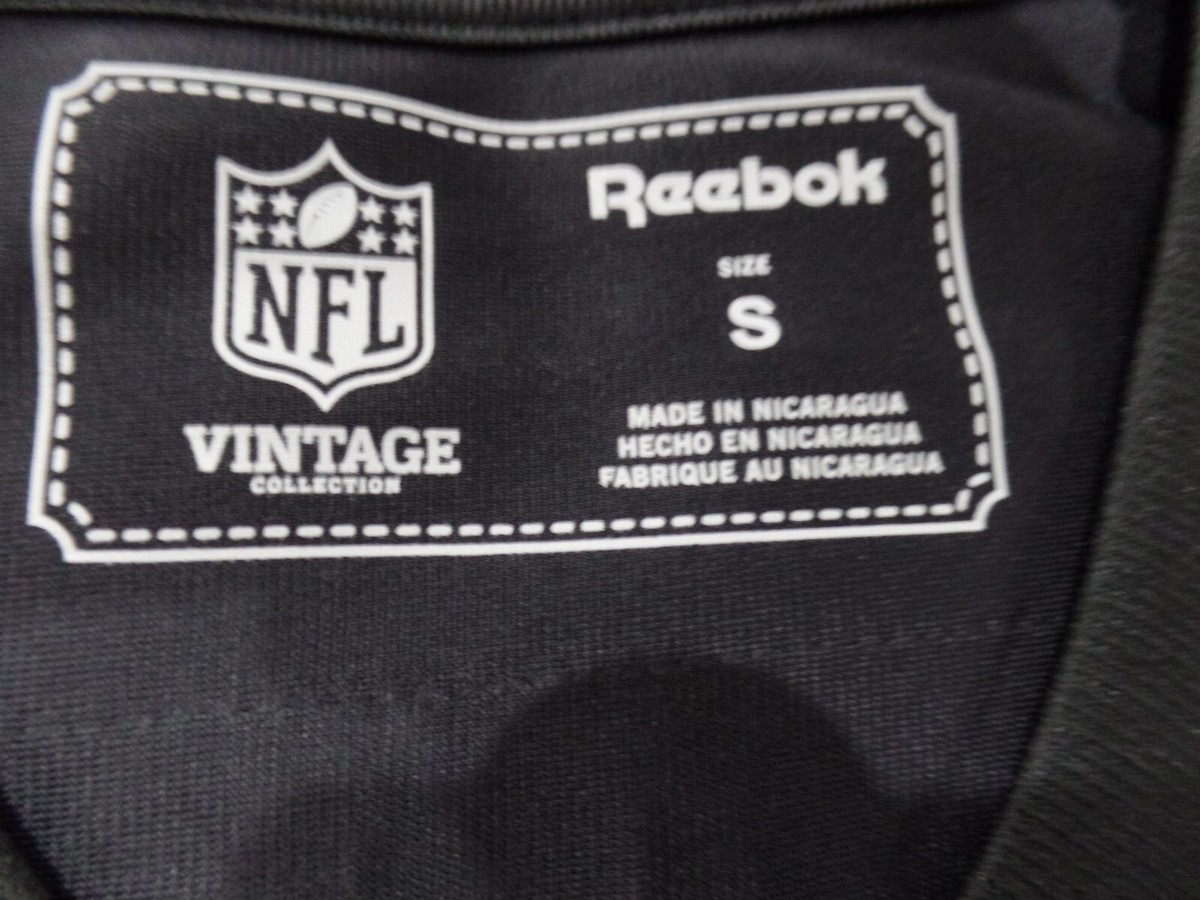 NFL
VINTAGE
COLLECTION
Reebok
SIZE
S
MADE IN NICARAGUA
HECHO EN NICARAGUA
FABRIQUE AU NICARAGUA